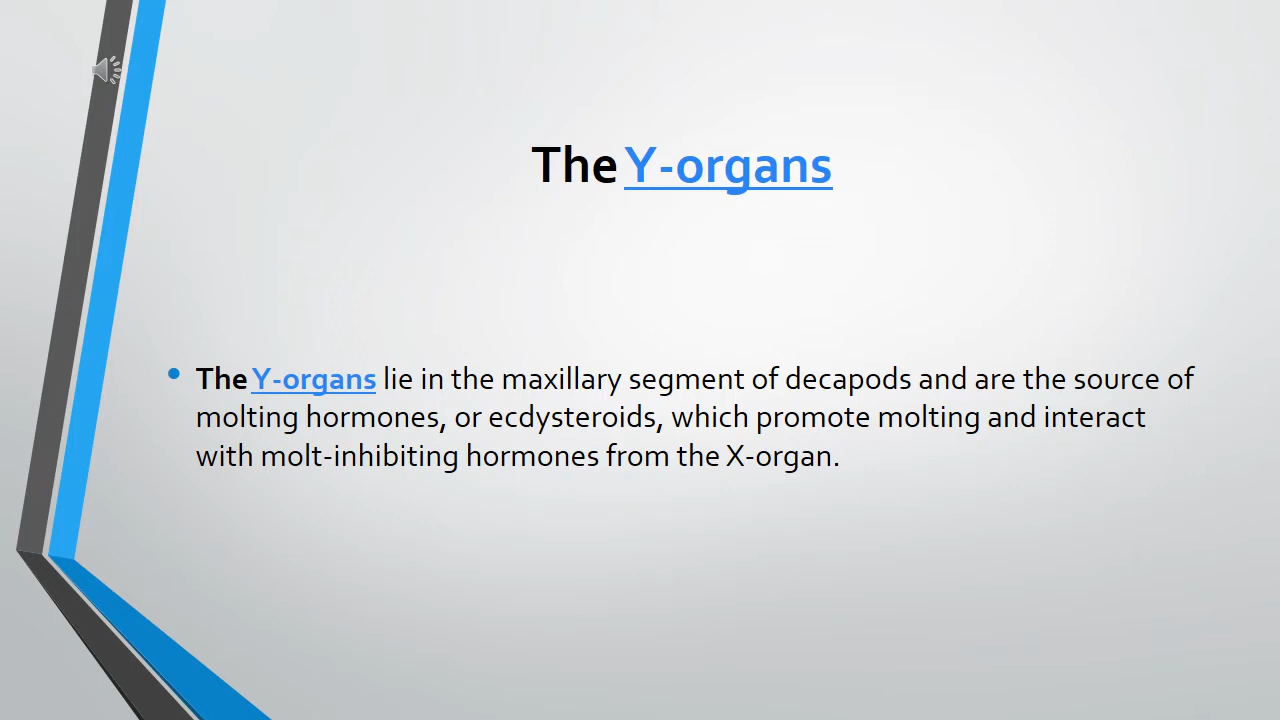 The Y-organs
• The Y-organs lie in the maxillary segment of decapods and are the source of
molting hormones, or ecdysteroids, which promote molting and interact
with molt-inhibiting hormones from the X-organ.